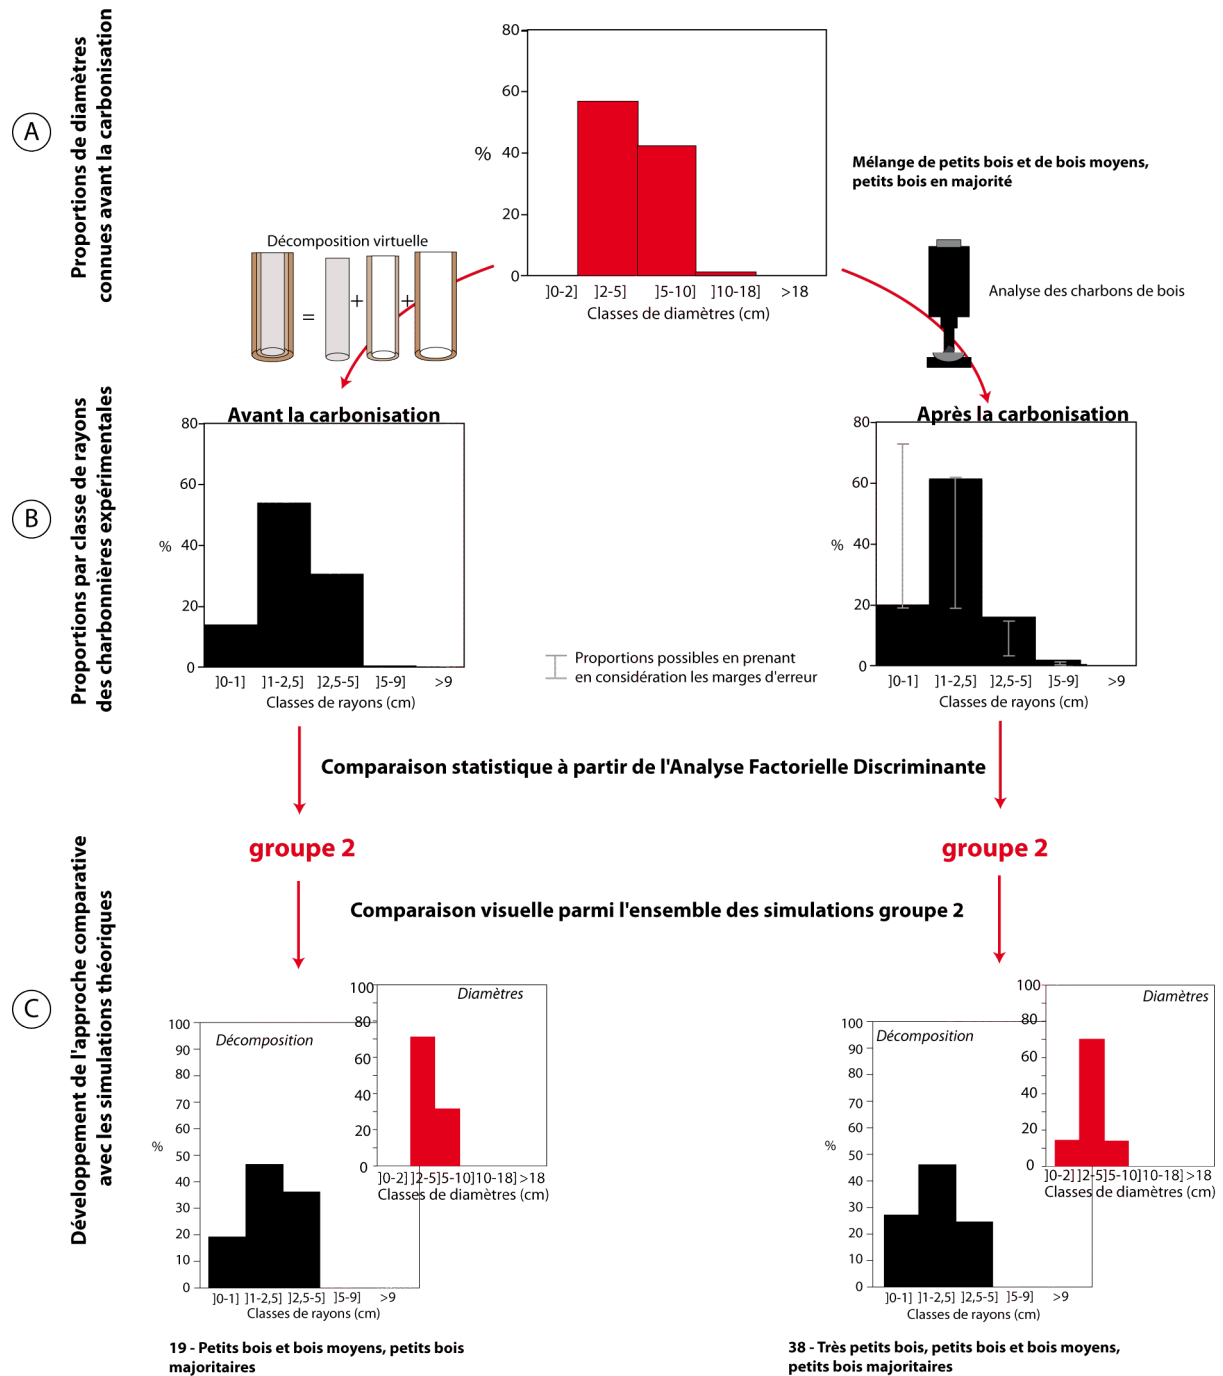 A
Proportions de diamètres
connues avant la carbonisation
80
60
%
40
20
0
]0-2]
]2-5]
]5-10]
]10-18]
>18
Classes de diamètres (cm)
Mélange de petits bois et de bois moyens,
petits bois en majorité
Décomposition virtuelle
=
+
+
Analyse des charbons de bois
B
Proportions par classe de rayons
des charbonnières expérimentales
Avant la carbonisation
80
60
%
40
20
0
]0-1]
]1-2,5]
]2,5-5]
]5-9]
>9
Classes de rayons (cm)
Proportions possibles en prenant
en considération les marges d'erreur
Après la carbonisation
80
60
%
40
20
0
]0-1]
]1-2,5]
]2,5-5]
]5-9]
>9
Classes de rayons (cm)
Comparaison statistique à partir de l'Analyse Factorielle Discriminante
groupe 2
groupe 2
Comparaison visuelle parmi l'ensemble des simulations groupe 2
C
Développement de l'approche comparative
avec les simulations théoriques
Décomposition
100
90
80
70
60
%
50
40
30
20
10
0
]0-1]
]1-2,5]
]2,5-5]
]5-9]
>9
Classes de rayons (cm)
Diamètres
100
80
60
40
20
0
]0-2]
]2-5]
]5-10]
]10-18]
>18
Classes de diamètres (cm)
19 - Petits bois et bois moyens, petits bois
majoritaires
Décomposition
100
90
80
70
60
%
50
40
30
20
10
0
]0-1]
]1-2,5]
]2,5-5]
]5-9]
>9
Classes de rayons (cm)
Diamètres
100
80
60
40
20
0
]0-2]
]2-5]
]5-10]
]10-18]
>18
Classes de diamètres (cm)
38 - Très petits bois, petits bois et bois moyens,
petits bois majoritaires